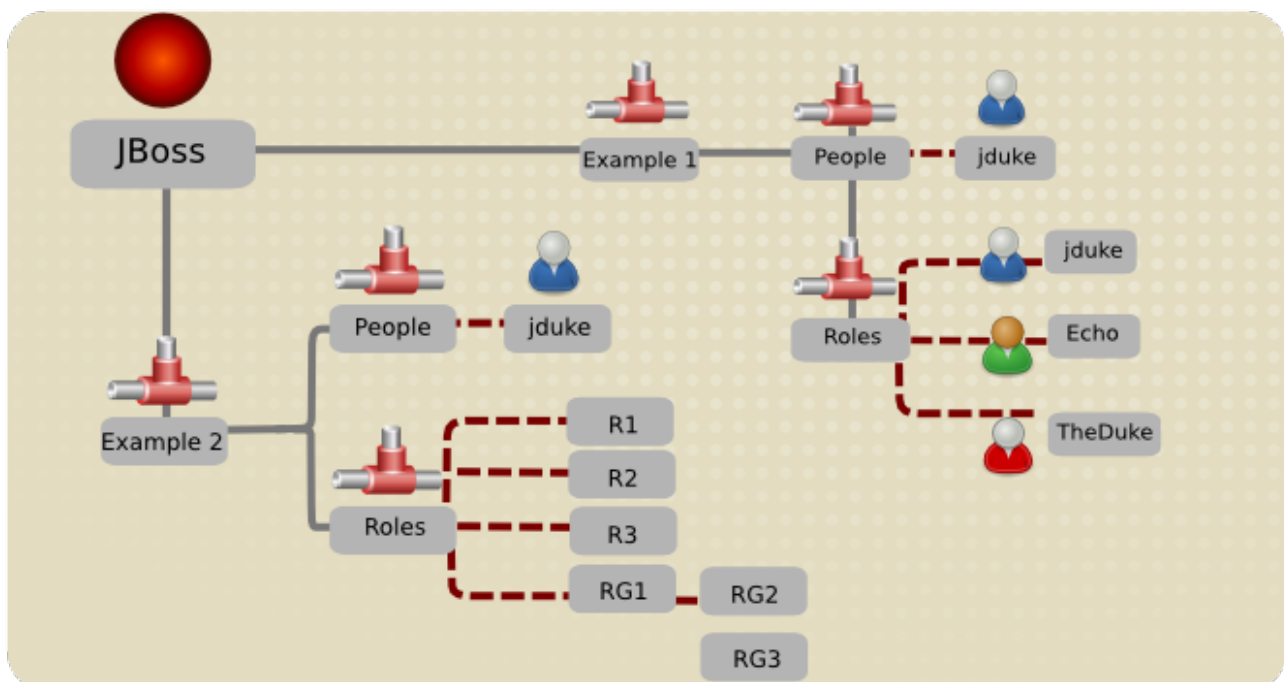 JBoss
Example 1
People
jduke
jduke
Roles
Echo
TheDuke
People
jduke
Example 2
R1
R2
Roles
R3
RG1
RG2
RG3